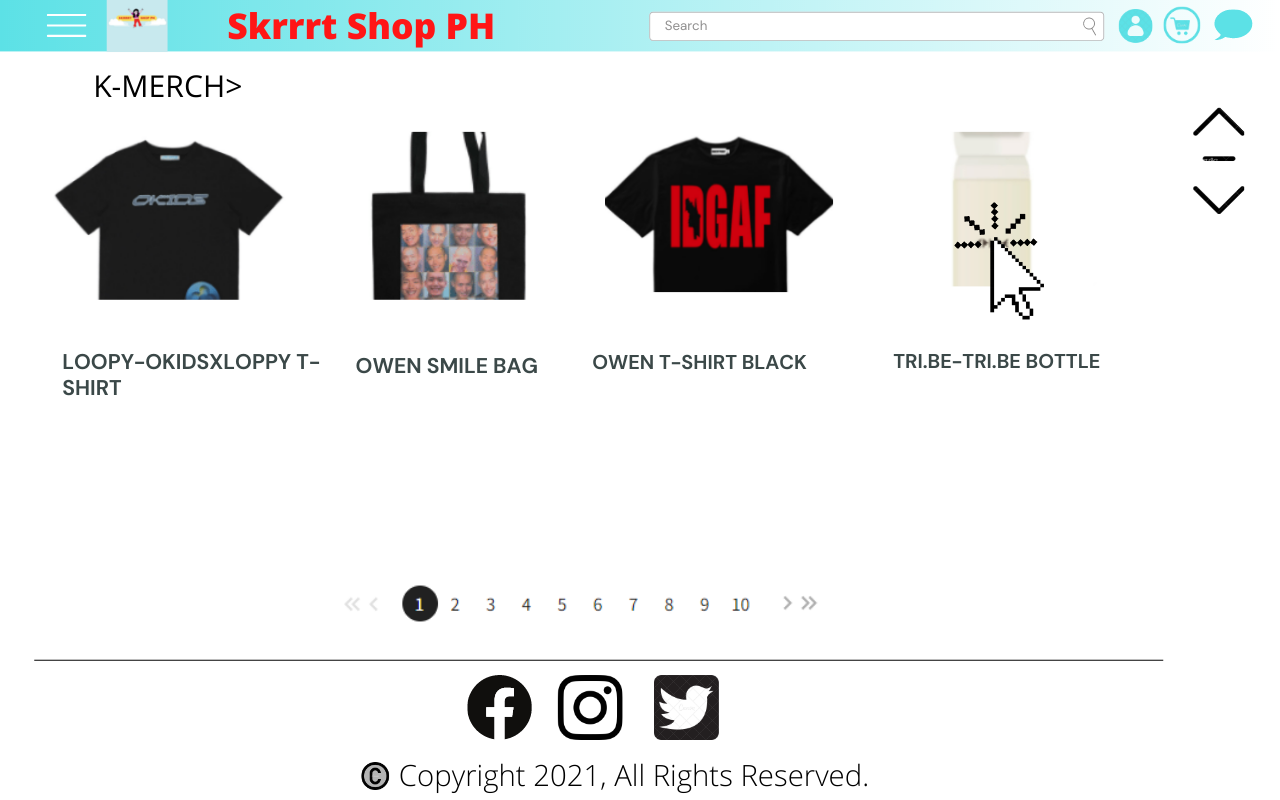 Skrrrt Shop PH
Search
K-MERCH>
OKIDS
IDGAF
LOOPY-OKIDSXLOPPY T-
SHIRT
OWEN SMILE BAG
OWEN T-SHIRT BLACK
TRI.BE-TRI.BE BOTTLE
« < 1 2 3 4 5 6 7 8 9 10 > »
© Copyright 2021, All Rights Reserved.